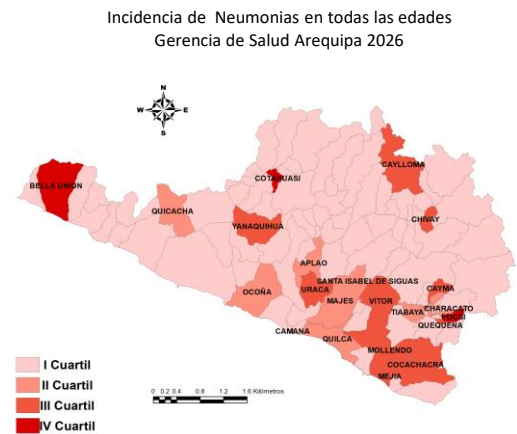 Incidencia de Neumonias en todas las edades
Gerencia de Salud Arequipa 2026
N
W E
S
CAYLLOMA
COTAHUASI
BELLA UNION
QUICACHA
CHIVAY
YANAQUIHUA
APLAO
SANTA ISABEL DE SIGUAS
OCOÑA
URACA
CAYMA
MAJES
VITOR
CHARACATO
TIABAYA
POCSI
QUEQUEÑA
CAMANA
QUILCA
MOLLENDO
COCACHACRA
MEJIA
I Cuartil
II Cuartil
III Cuartil
IV Cuartil
0 0.2 0.4 0.8 1.2 1.6 Kilómetros